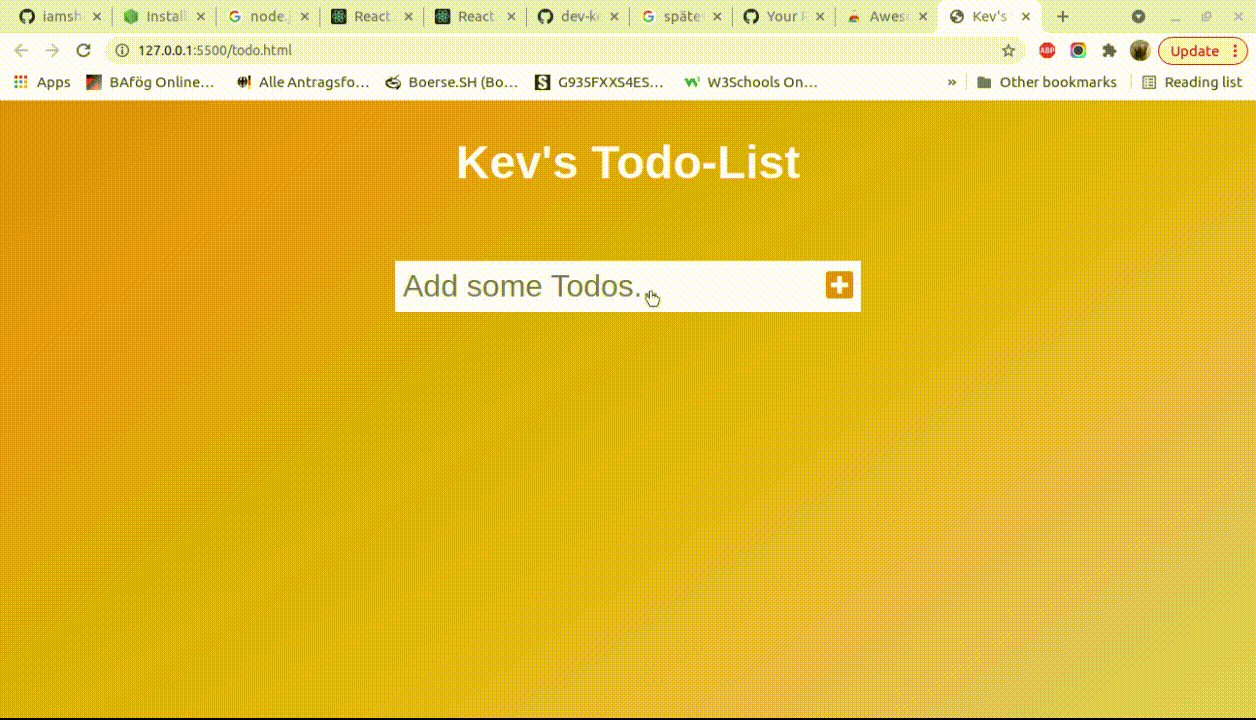 iamsh Install node.j React React dev-k späte Your Awes Kev's
127.0.0.1:5500/todo.html ABP Update
Apps BAfög Online... Alle Antragsfo... Boerse.SH (Bo... G935FXXS4ES... W3Schools On... » Other bookmarks Reading list
Kev's Todo-List
Add some Todos...